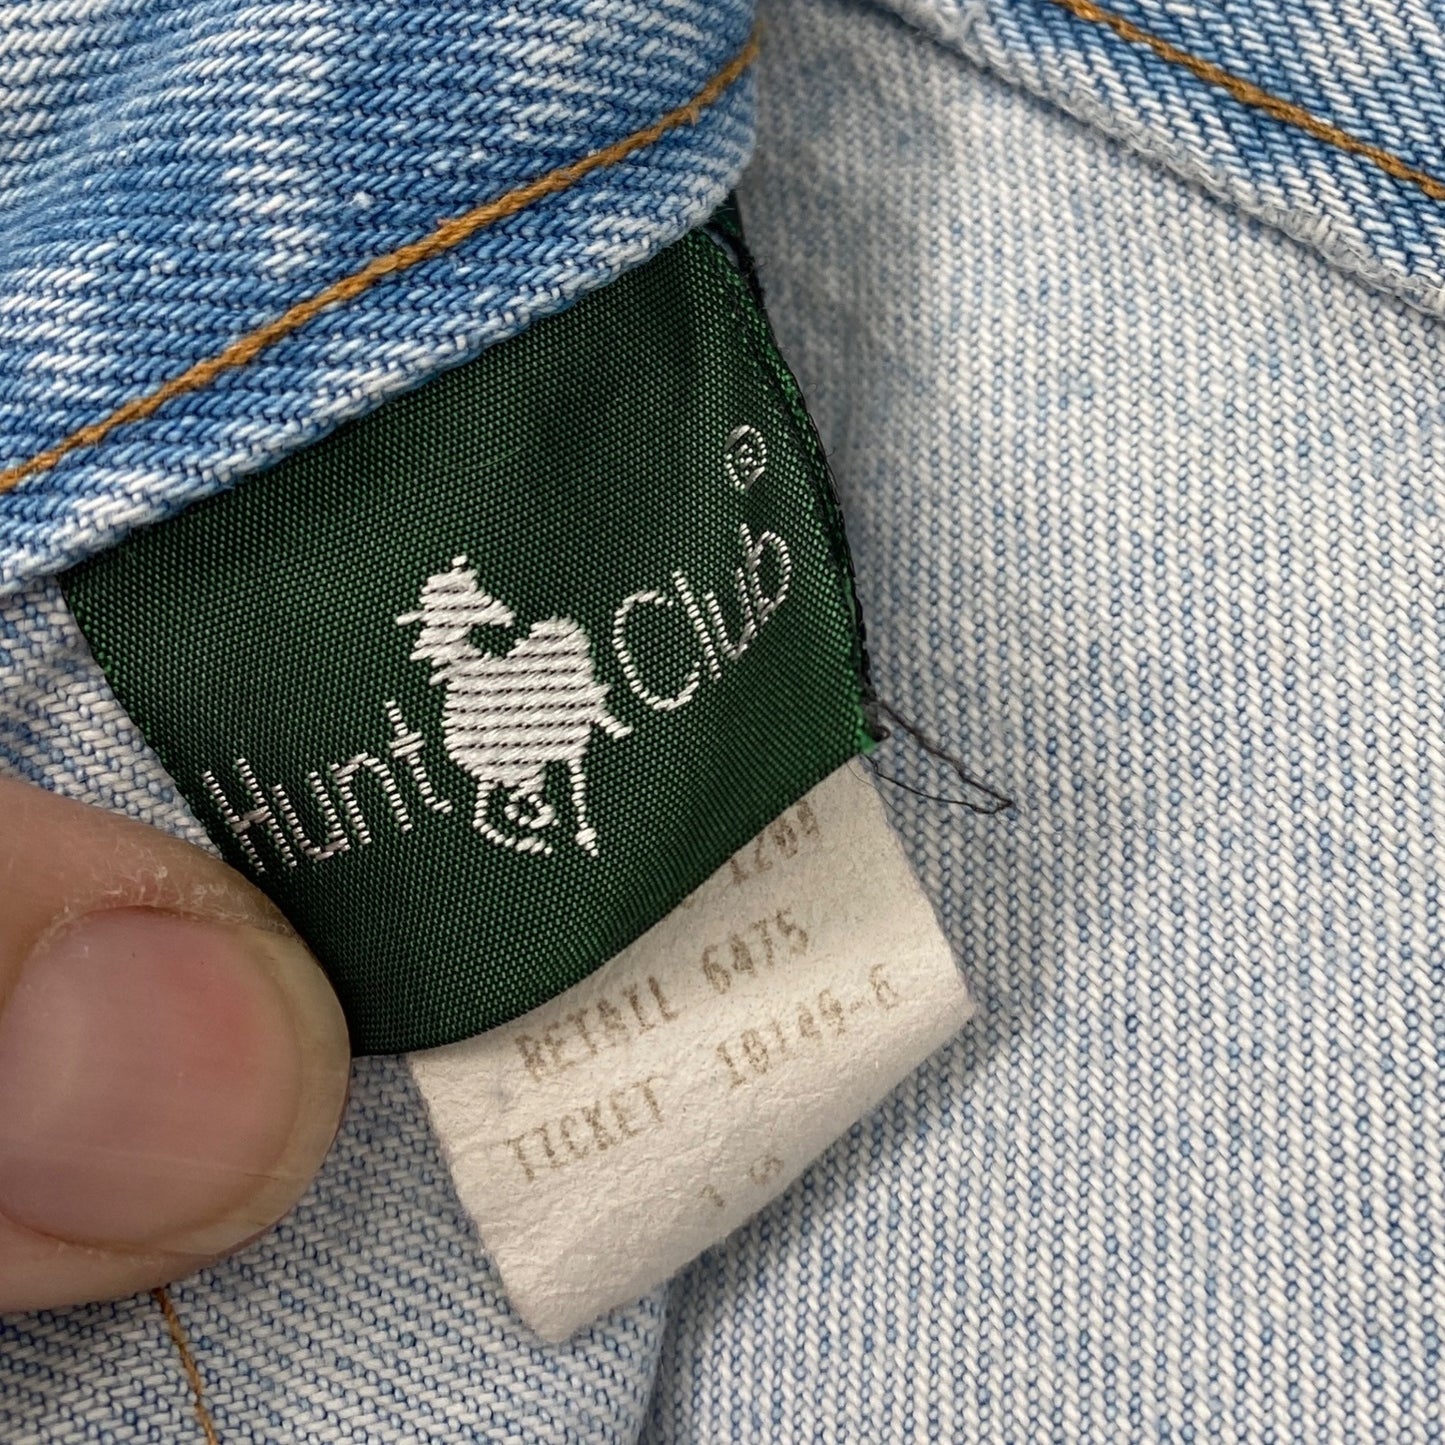 Hunt Club ®
RETAIL 6475
TICKET 10149-6